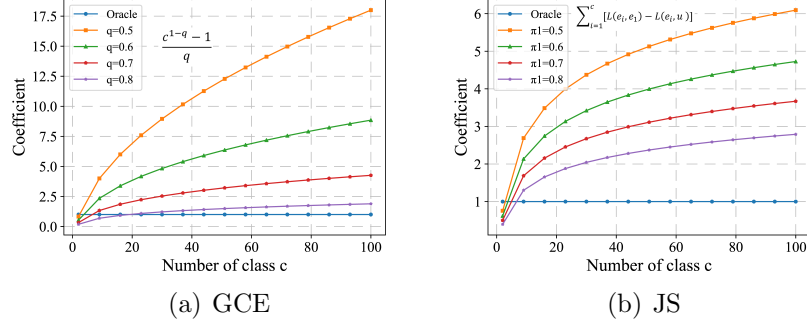 17.5
15.0
12.5
10.0
7.5
5.0
2.5
0.0
Coefficient
Oracle
q=0.5
q=0.6
q=0.7
q=0.8
c^{1-q} − 1
q
0
20
40
60
80
100
Number of class c
(a) GCE
6
5
4
3
2
1
Coefficient
Oracle
π1=0.5
π1=0.6
π1=0.7
π1=0.8
∑_{i=1}^{c} [L(e_i, e_1) − L(e_i, u)]
0
20
40
60
80
100
Number of class c
(b) JS